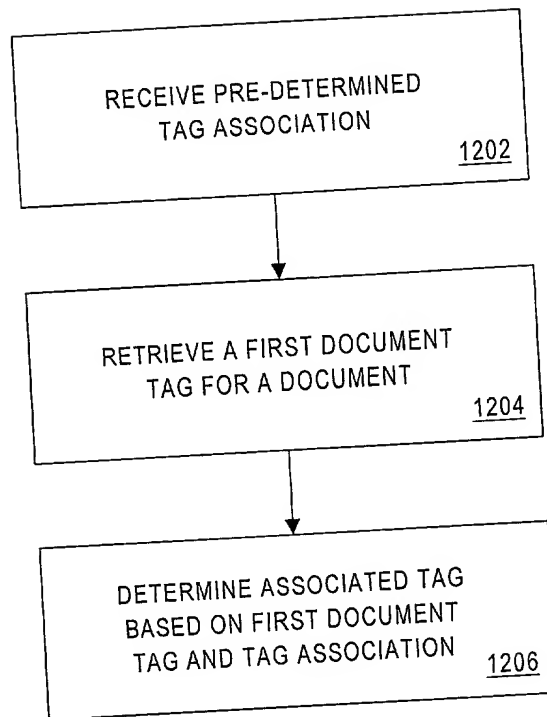 RECEIVE PRE-DETERMINED
TAG ASSOCIATION
1202
RETRIEVE A FIRST DOCUMENT
TAG FOR A DOCUMENT
1204
DETERMINE ASSOCIATED TAG
BASED ON FIRST DOCUMENT
TAG AND TAG ASSOCIATION
1206